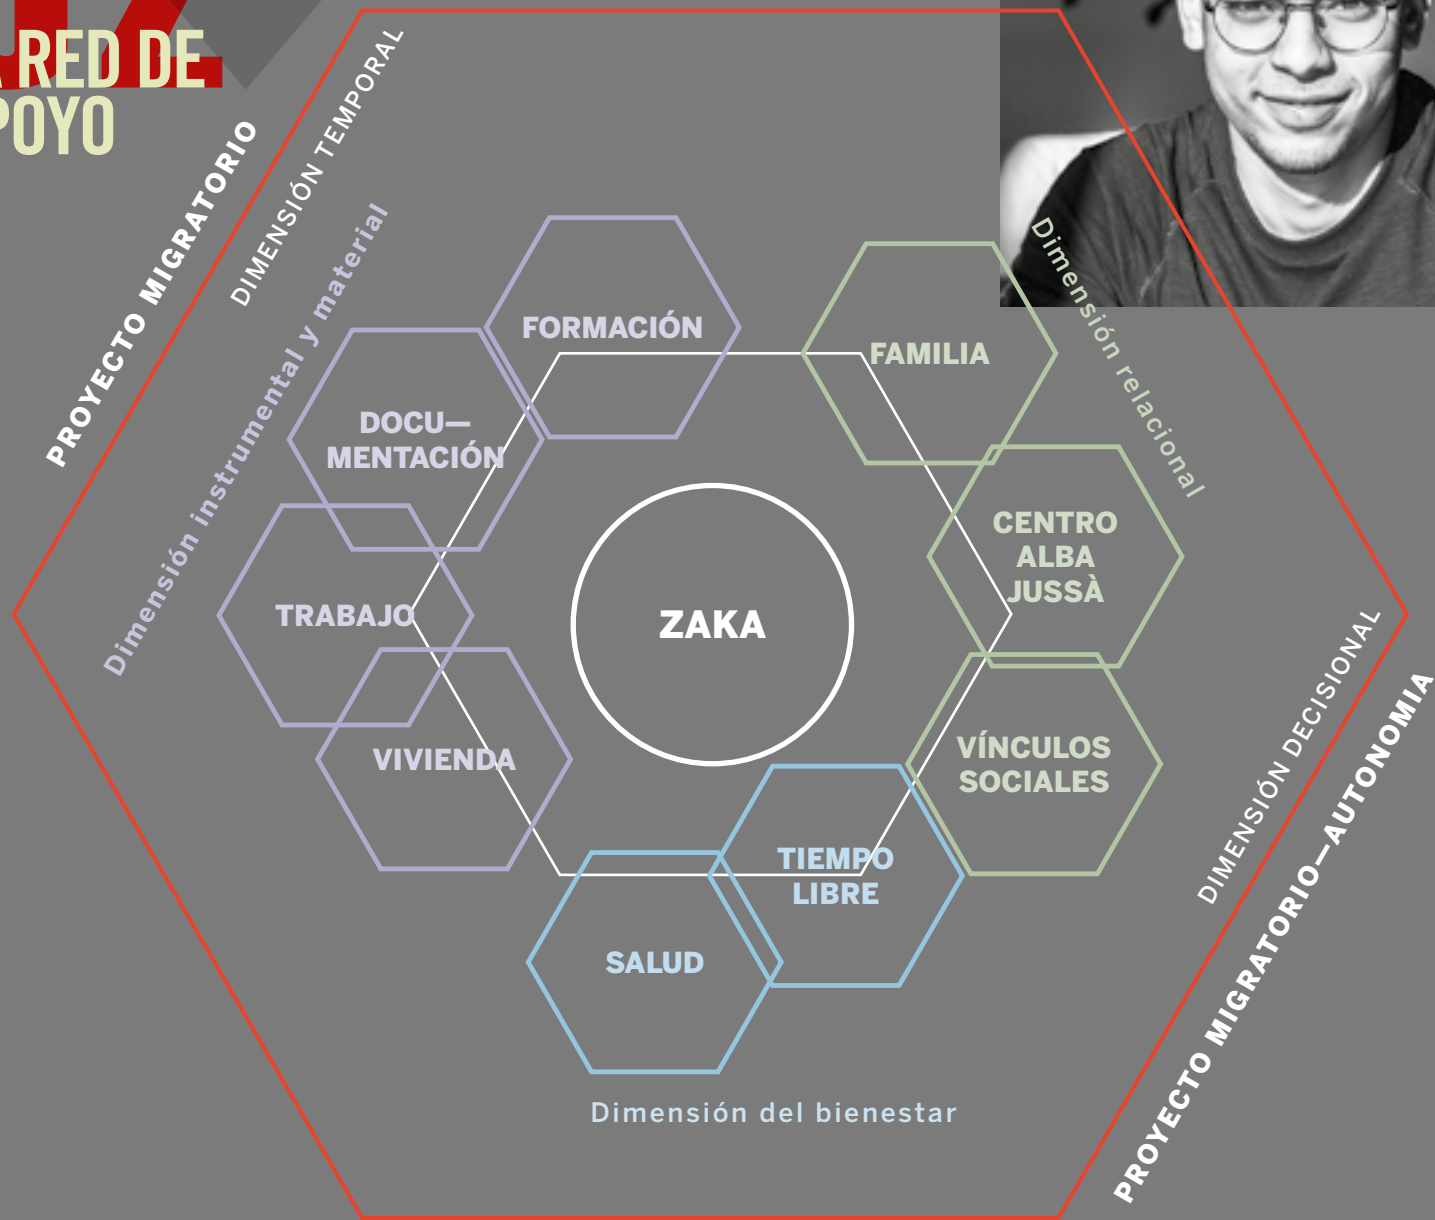 RED DE
POYO
PROYECTO MIGRATORIO
DIMENSIÓN TEMPORAL
Dimensión instrumental y material
FORMACIÓN
FAMILIA
Dimensión relacional
DOCU—
MENTACIÓN
CENTRO
ALBA
JUSSÀ
TRABAJO
ZAKA
VIVIENDA
VÍNCULOS
SOCIALES
TIEMPO
LIBRE
SALUD
Dimensión del bienestar
DIMENSIÓN DECISIONAL
PROYECTO MIGRATORIO—AUTONOMIA